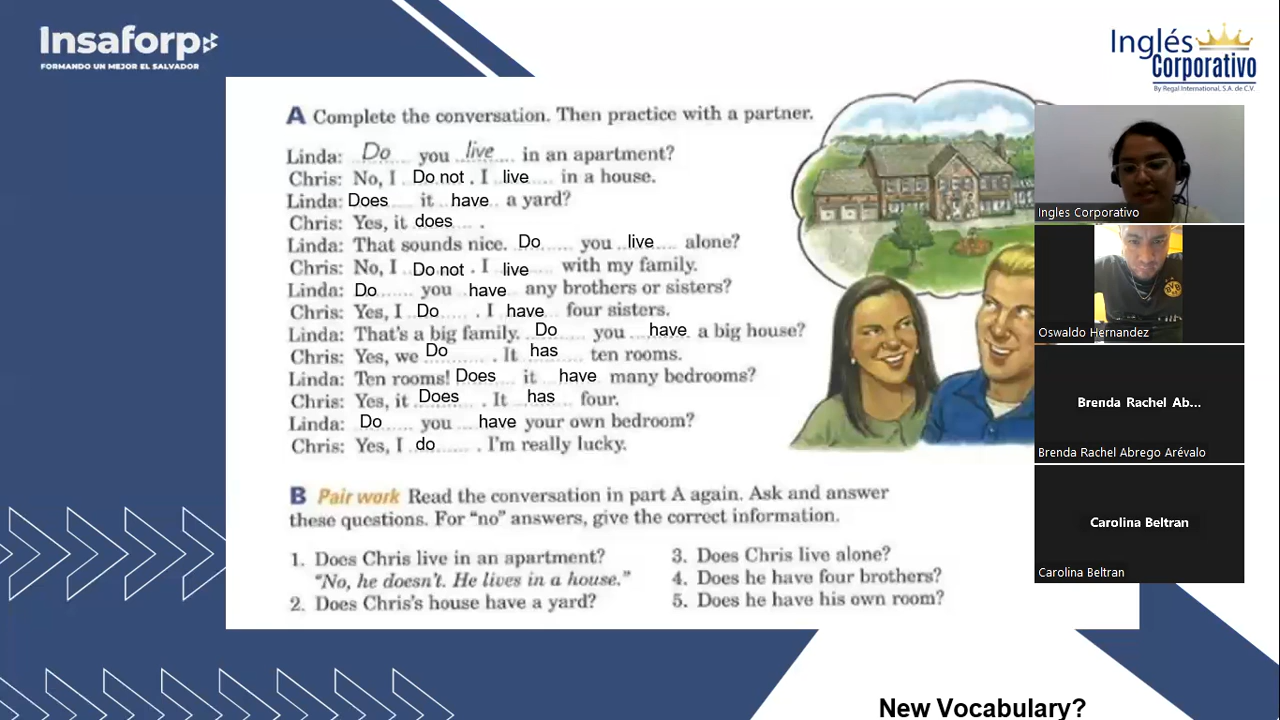 Insaforp
FORMANDO UN MEJOR EL SALVADOR
Inglés
Corporativo
By Regal International, S.A. de C.V.
A Complete the conversation. Then practice with a partner.
Linda: Do you live in an apartment?
Chris: No, I Do not . I live in a house.
Linda: Does it have a yard?
Chris: Yes, it does .
Linda: That sounds nice. Do you live alone?
Chris: No, I Do not . I live with my family.
Linda: Do you have any brothers or sisters?
Chris: Yes, I Do . I have four sisters.
Linda: That's a big family. Do you have a big house?
Chris: Yes, we Do . It has ten rooms.
Linda: Ten rooms! Does it have many bedrooms?
Chris: Yes, it Does . It has four.
Linda: Do you have your own bedroom?
Chris: Yes, I do . I'm really lucky.
B Pair work Read the conversation in part A again. Ask and answer
these questions. For "no" answers, give the correct information.
1. Does Chris live in an apartment?
"No, he doesn't. He lives in a house."
2. Does Chris's house have a yard?
3. Does Chris live alone?
4. Does he have four brothers?
5. Does he have his own room?
Ingles Corporativo
Oswaldo Hernandez
Brenda Rachel Ab...
Brenda Rachel Abrego Arévalo
Carolina Beltran
Carolina Beltran
New Vocabulary?